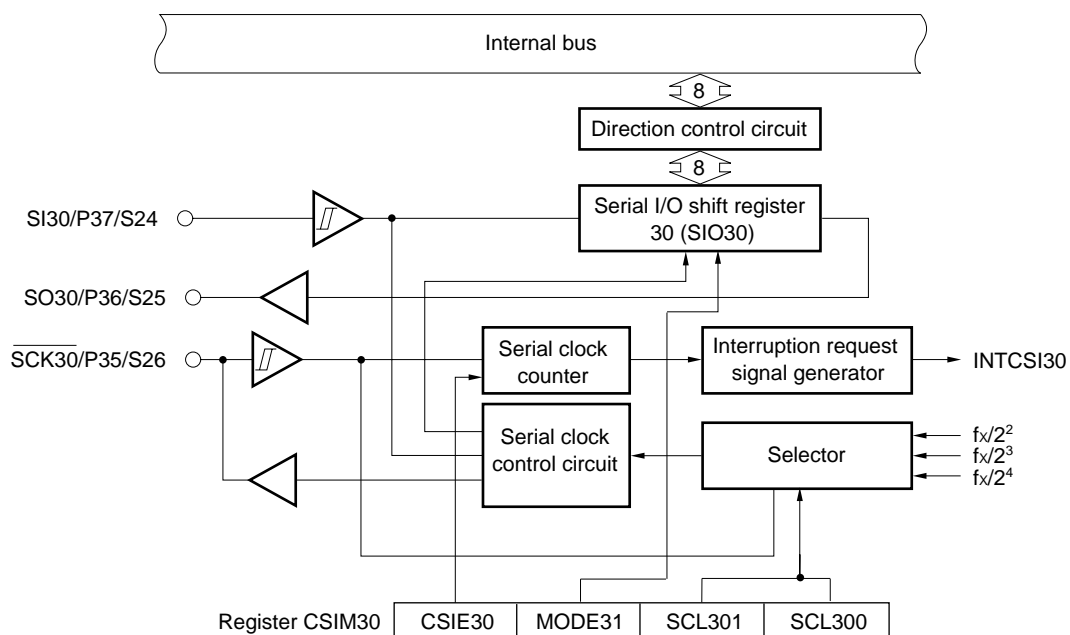 Internal bus
8
Direction control circuit
8
SI30/P37/S24
Serial I/O shift register
30 (SIO30)
SO30/P36/S25
SCK30/P35/S26
Serial clock
counter
Interruption request
signal generator
INTCSI30
Serial clock
control circuit
Selector
fx/2²
fx/2³
fx/2⁴
Register CSIM30
CSIE30
MODE31
SCL301
SCL300